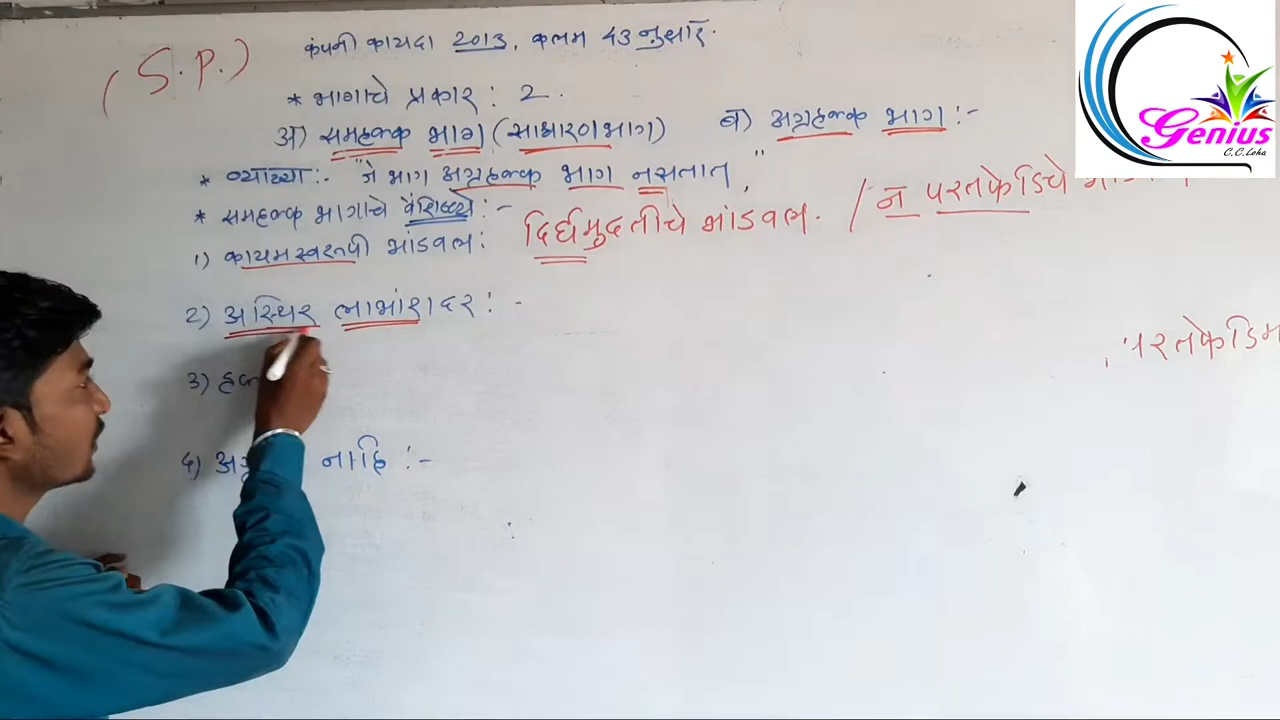 (S.P.)
कंपनी कायदा 2013, कलम 43 नुसार.
* भागाचे प्रकार : 2.
अ) समहक्क भाग (साधारण भाग)
ब) अग्रहक्क भाग :-
* व्याख्या :- "जे भाग अग्रहक्क भाग नसतात,"
* समहक्क भागाचे वैशिष्ट्ये :-
1) कायमस्वरूपी भांडवल :
दिर्घमुदतीचे भांडवल. / न परतफेडिचे
2) अस्थिर लाभांश दर : -
परतफेडि
3)
4) नाहि :-
Genius
C.C.Loha